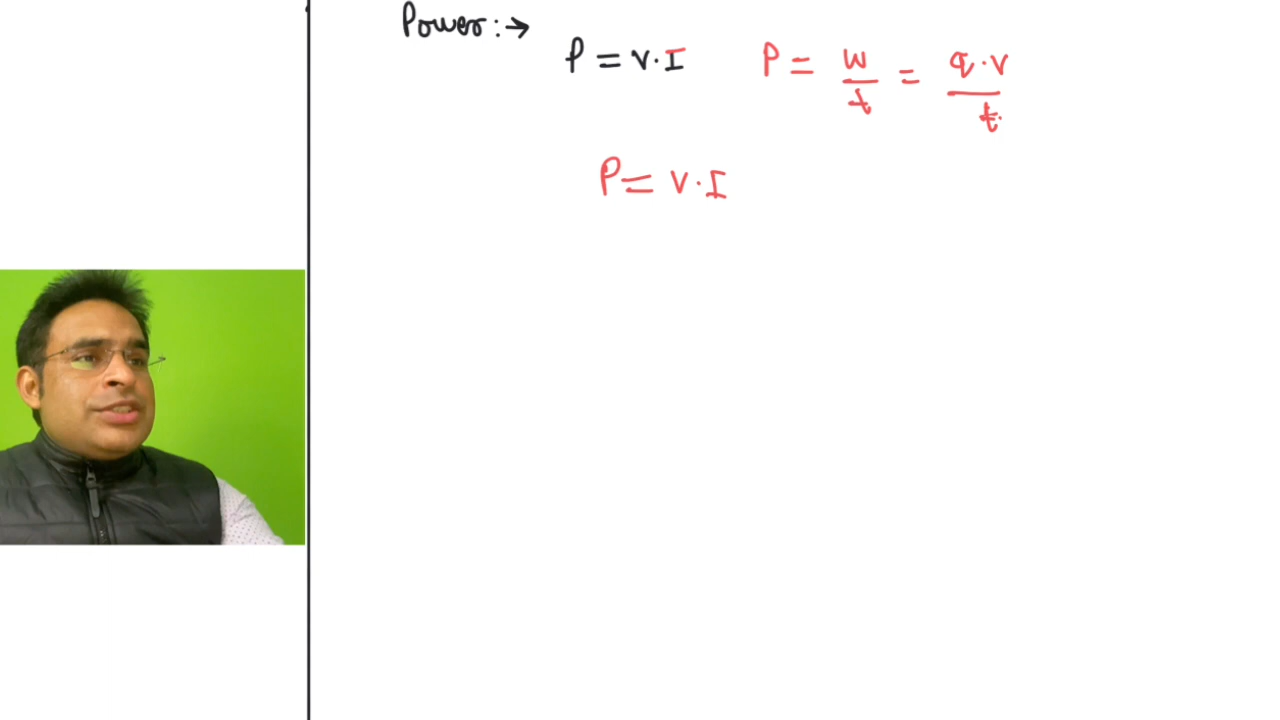 Power :→
P = V·I P = W/t = q·V/t.
P = V·I